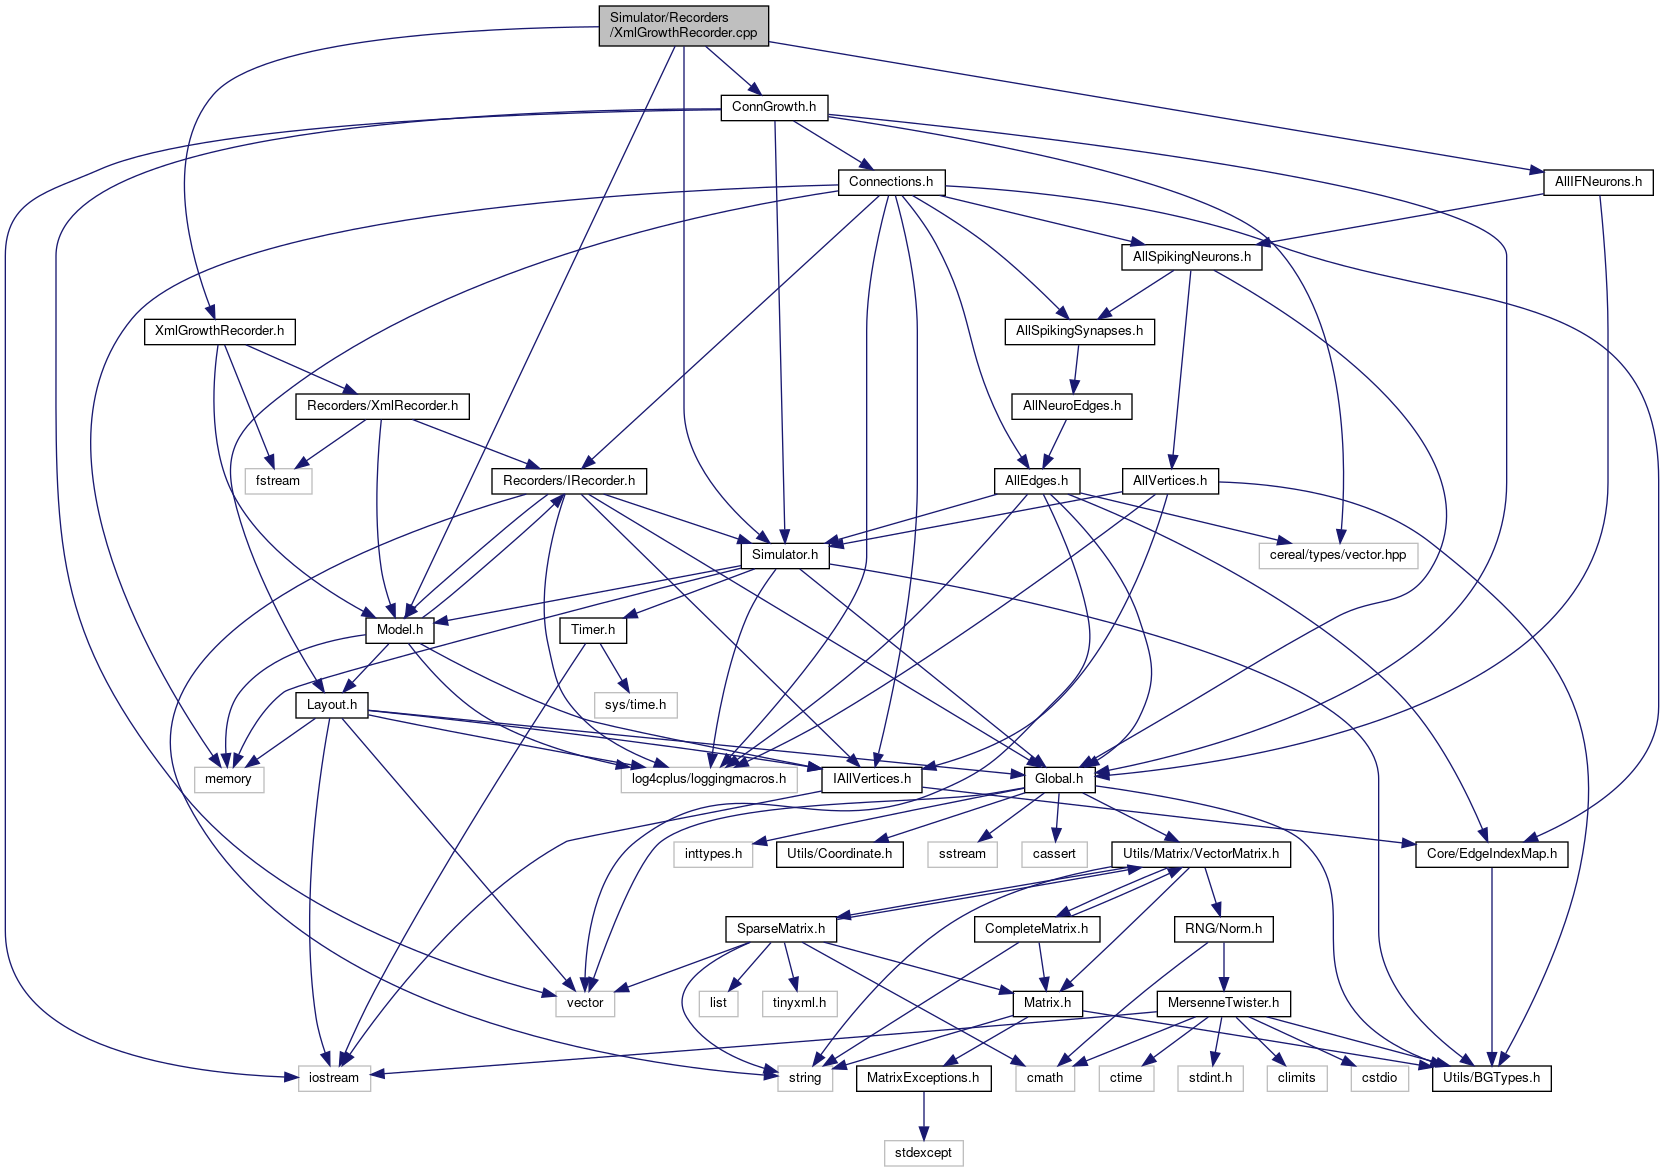 Simulator/Recorders
/XmlGrowthRecorder.cpp
ConnGrowth.h
Connections.h
AllIFNeurons.h
AllSpikingNeurons.h
XmlGrowthRecorder.h
AllSpikingSynapses.h
Recorders/XmlRecorder.h
AllNeuroEdges.h
fstream
Recorders/IRecorder.h
AllEdges.h
AllVertices.h
Simulator.h
cereal/types/vector.hpp
Model.h
Timer.h
Layout.h
sys/time.h
memory
log4cplus/loggingmacros.h
IAllVertices.h
Global.h
inttypes.h
Utils/Coordinate.h
sstream
cassert
Utils/Matrix/VectorMatrix.h
Core/EdgeIndexMap.h
SparseMatrix.h
CompleteMatrix.h
RNG/Norm.h
vector
list
tinyxml.h
Matrix.h
MersenneTwister.h
iostream
string
MatrixExceptions.h
cmath
ctime
stdint.h
climits
cstdio
Utils/BGTypes.h
stdexcept